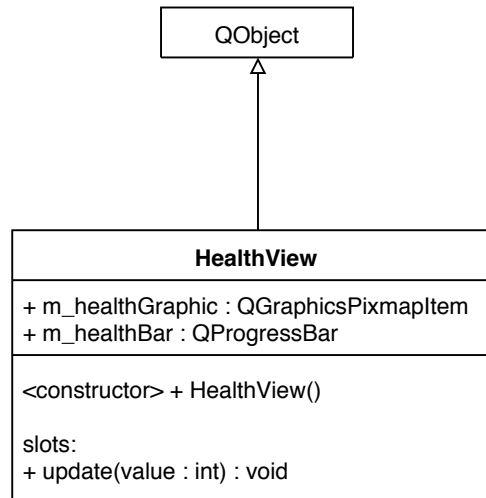 QObject
HealthView
+ m_healthGraphic : QGraphicsPixmapItem
+ m_healthBar : QProgressBar
<constructor> + HealthView()
slots:
+ update(value : int) : void